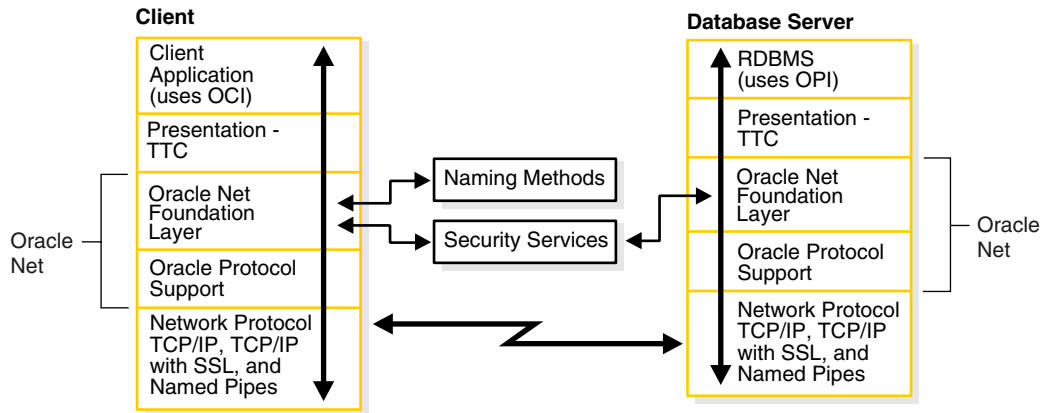 Client
Client
Application
(uses OCI)
Presentation -
TTC
Oracle Net
Foundation
Layer
Oracle Protocol
Support
Network Protocol
TCP/IP, TCP/IP
with SSL, and
Named Pipes
Oracle
Net
Naming Methods
Security Services
Database Server
RDBMS
(uses OPI)
Presentation -
TTC
Oracle Net
Foundation
Layer
Oracle Protocol
Support
Network Protocol
TCP/IP, TCP/IP
with SSL, and
Named Pipes
Oracle
Net